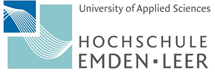 University of Applied Sciences
HOCHSCHULE
EMDEN▪LEER